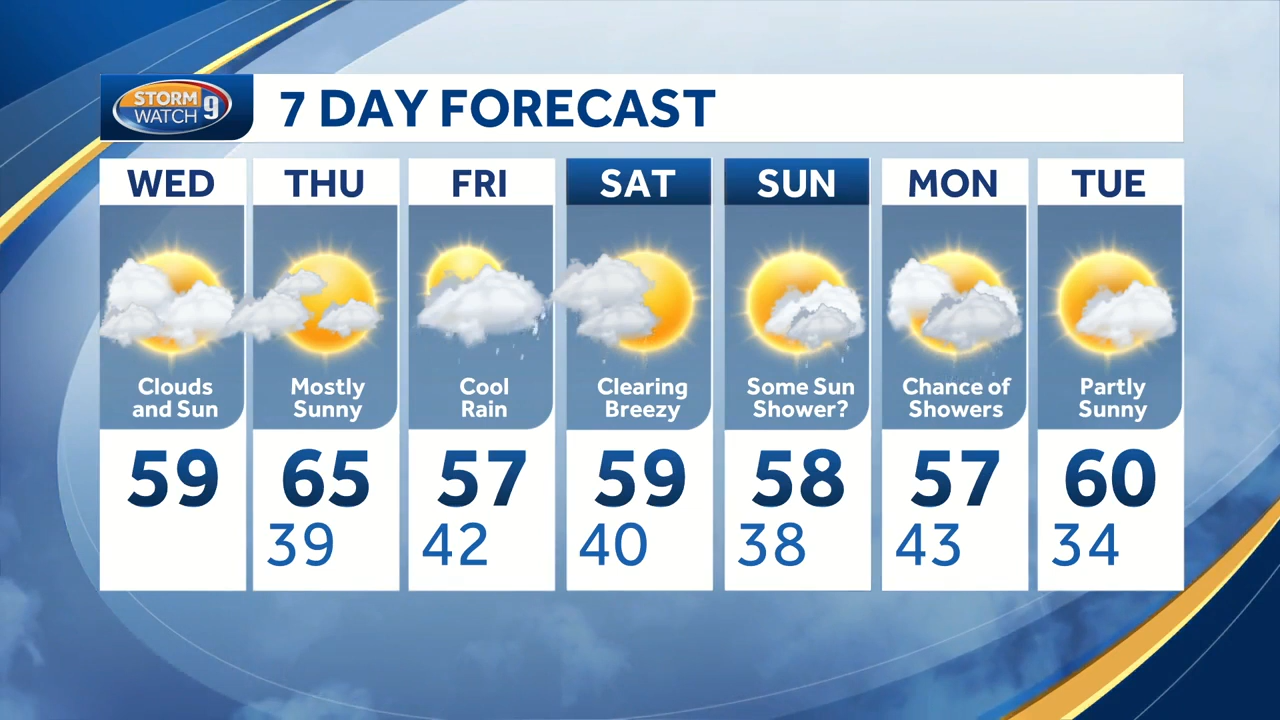 STORM
WATCH 9
7 DAY FORECAST
WED
THU
FRI
SAT
SUN
MON
TUE
Clouds
and Sun
Mostly
Sunny
Cool
Rain
Clearing
Breezy
Some Sun
Shower?
Chance of
Showers
Partly
Sunny
59
65
57
59
58
57
60
39
42
40
38
43
34